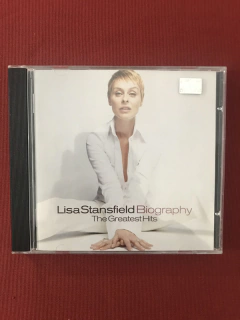 Lisa Stansfield Biography
The Greatest Hits